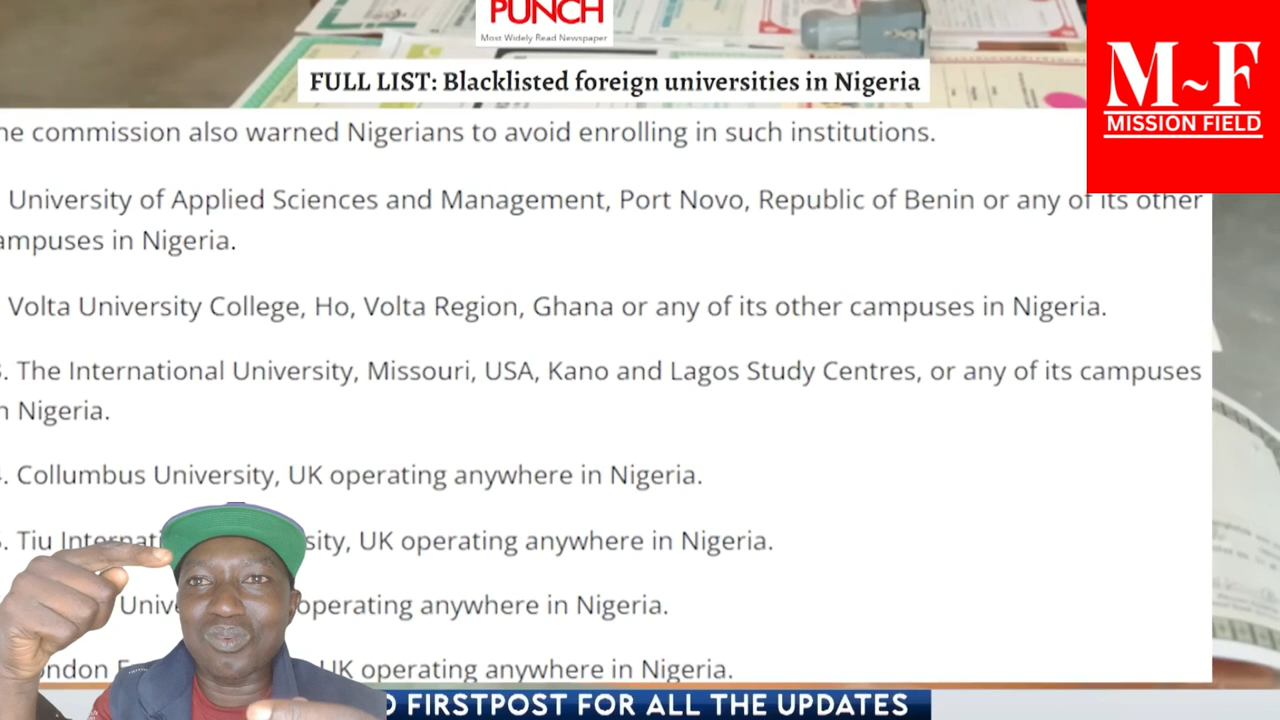 PUNCH
Most Widely Read Newspaper
FULL LIST: Blacklisted foreign universities in Nigeria
M~F
MISSION FIELD
he commission also warned Nigerians to avoid enrolling in such institutions.
University of Applied Sciences and Management, Port Novo, Republic of Benin or any of its other
ampuses in Nigeria.
Volta University College, Ho, Volta Region, Ghana or any of its other campuses in Nigeria.
. The International University, Missouri, USA, Kano and Lagos Study Centres, or any of its campuses
n Nigeria.
. Collumbus University, UK operating anywhere in Nigeria.
. Tiu Internati sity, UK operating anywhere in Nigeria.
Unive operating anywhere in Nigeria.
ondon UK operating anywhere in Nigeria.
FIRSTPOST FOR ALL THE UPDATES